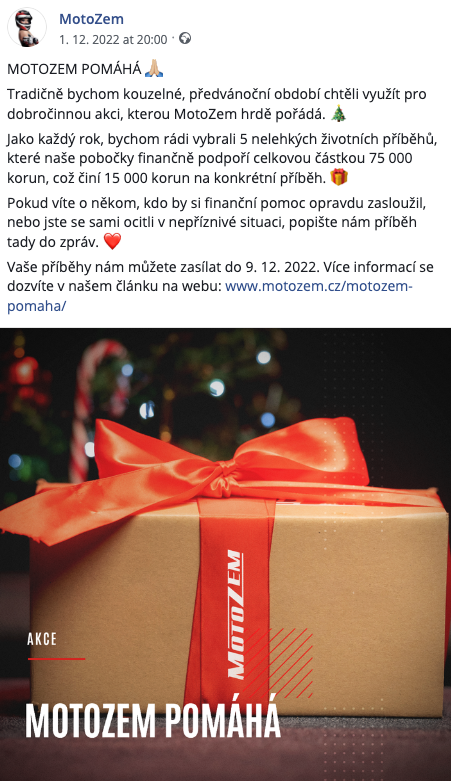 MotoZem
1. 12. 2022 at 20:00 ·
MOTOZEM POMÁHÁ 🙏🏼
Tradičně bychom kouzelné, předvánoční období chtěli využít pro
dobročinnou akci, kterou MotoZem hrdě pořádá. 🎄
Jako každý rok, bychom rádi vybrali 5 nelehkých životních příběhů,
které naše pobočky finančně podpoří celkovou částkou 75 000
korun, což činí 15 000 korun na konkrétní příběh. 🎁
Pokud víte o někom, kdo by si finanční pomoc opravdu zasloužil,
nebo jste se sami ocitli v nepříznivé situaci, popište nám příběh
tady do zpráv. ❤️
Vaše příběhy nám můžete zasílat do 9. 12. 2022. Více informací se
dozvíte v našem článku na webu: www.motozem.cz/motozem-
pomaha/
MOTOZEM
AKCE
MOTOZEM POMÁHÁ